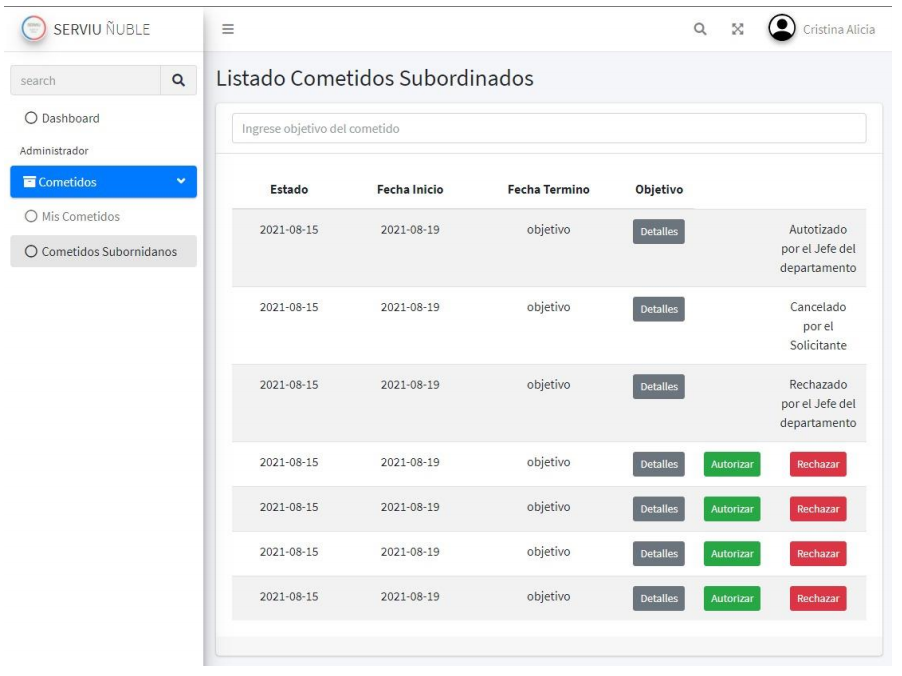 SERVIU ÑUBLE
Cristina Alicia
search
Dashboard
Administrador
Cometidos
Mis Cometidos
Cometidos Subornidanos
Listado Cometidos Subordinados
Ingrese objetivo del cometido
Estado Fecha Inicio Fecha Termino Objetivo
2021-08-15 2021-08-19 objetivo Detalles Autotizado
por el Jefe del
departamento
2021-08-15 2021-08-19 objetivo Detalles Cancelado
por el
Solicitante
2021-08-15 2021-08-19 objetivo Detalles Rechazado
por el Jefe del
departamento
2021-08-15 2021-08-19 objetivo Detalles Autorizar Rechazar
2021-08-15 2021-08-19 objetivo Detalles Autorizar Rechazar
2021-08-15 2021-08-19 objetivo Detalles Autorizar Rechazar
2021-08-15 2021-08-19 objetivo Detalles Autorizar Rechazar